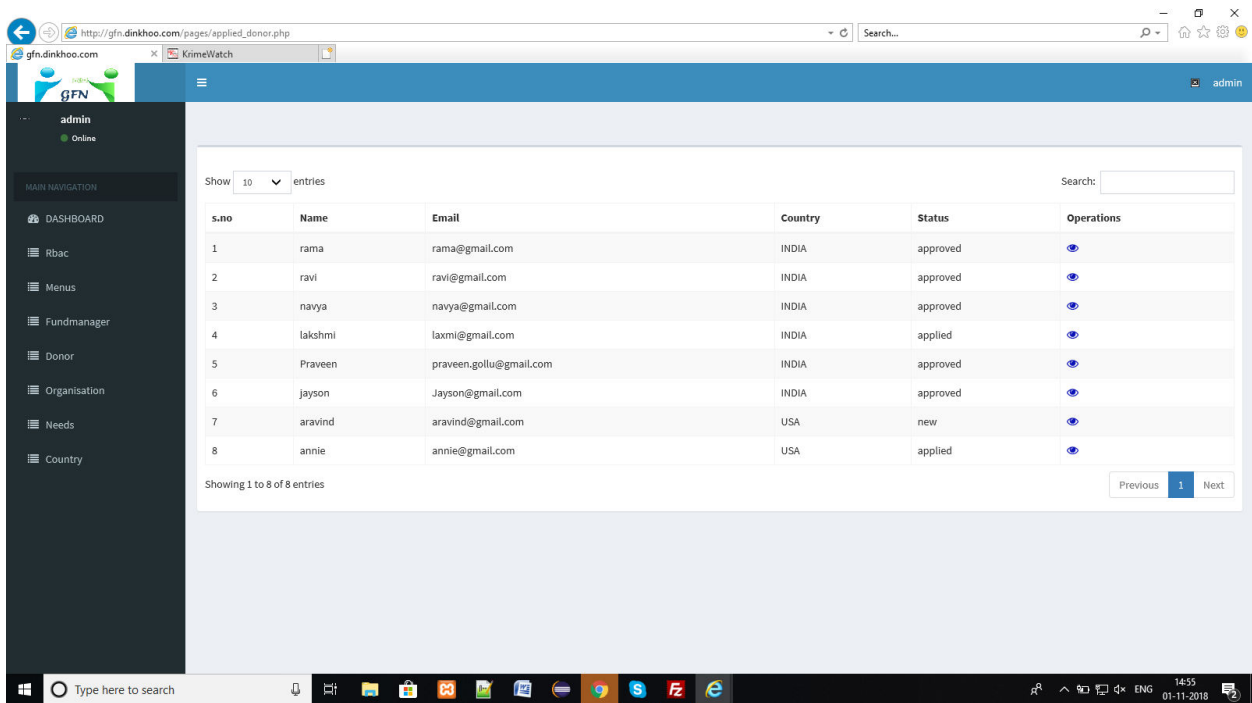 http://gfn.dinkhoo.com/pages/applied_donor.php Search...
gfn.dinkhoo.com KrimeWatch
GFN admin
admin
Online
MAIN NAVIGATION
DASHBOARD
Rbac
Menus
Fundmanager
Donor
Organisation
Needs
Country
Show 10 entries Search:
s.no Name Email Country Status Operations
1 rama rama@gmail.com INDIA approved
2 ravi ravi@gmail.com INDIA approved
3 navya navya@gmail.com INDIA approved
4 lakshmi laxmi@gmail.com INDIA applied
5 Praveen praveen.gollu@gmail.com INDIA approved
6 jayson Jayson@gmail.com INDIA approved
7 aravind aravind@gmail.com USA new
8 annie annie@gmail.com USA applied
Showing 1 to 8 of 8 entries Previous 1 Next
Type here to search ENG 14:55
01-11-2018 2